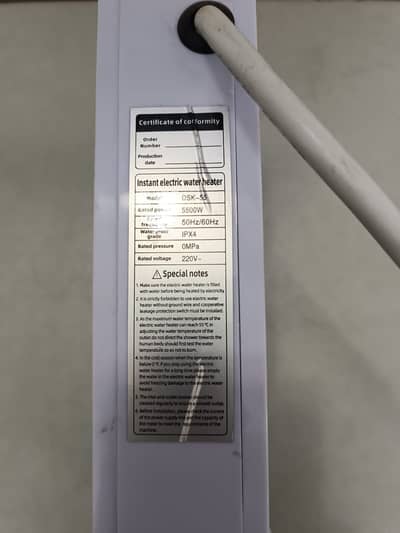 Certificate of conformity
Order
Number
Production
date
Instant electric water heater
Model DSK-55
Rated power 5500W
Rated
frequency 50Hz/60Hz
Waterproof
grade IPX4
Rated pressure 0MPa
Rated voltage 220V~
⚠ Special notes
1. Make sure the electric water heater is filled
with water before being heated by electricity.
2. It is strictly forbidden to use electric water
heater without ground wire and cooperative
leakage protection switch must be installed.
3. As the maximum water temperature of the
electric water heater can reach 55℃ in
adjusting the water temperature of the
outlet do not direct the shower towards the
human body should first test the water
temperature so as not to burn.
4. In the cold season when the temperature is
below 0℃ if you stop using the electric
water heater for a long time please empty
the water in the electric water heater to
avoid freezing damage to the electric water
heater.
5. The inlet and outlet should be
cleaned regularly to ensure smooth outlet.
6. Before installation, please check the current
of the power supply line and the capacity of
the meter to meet the requirements of the
machine.